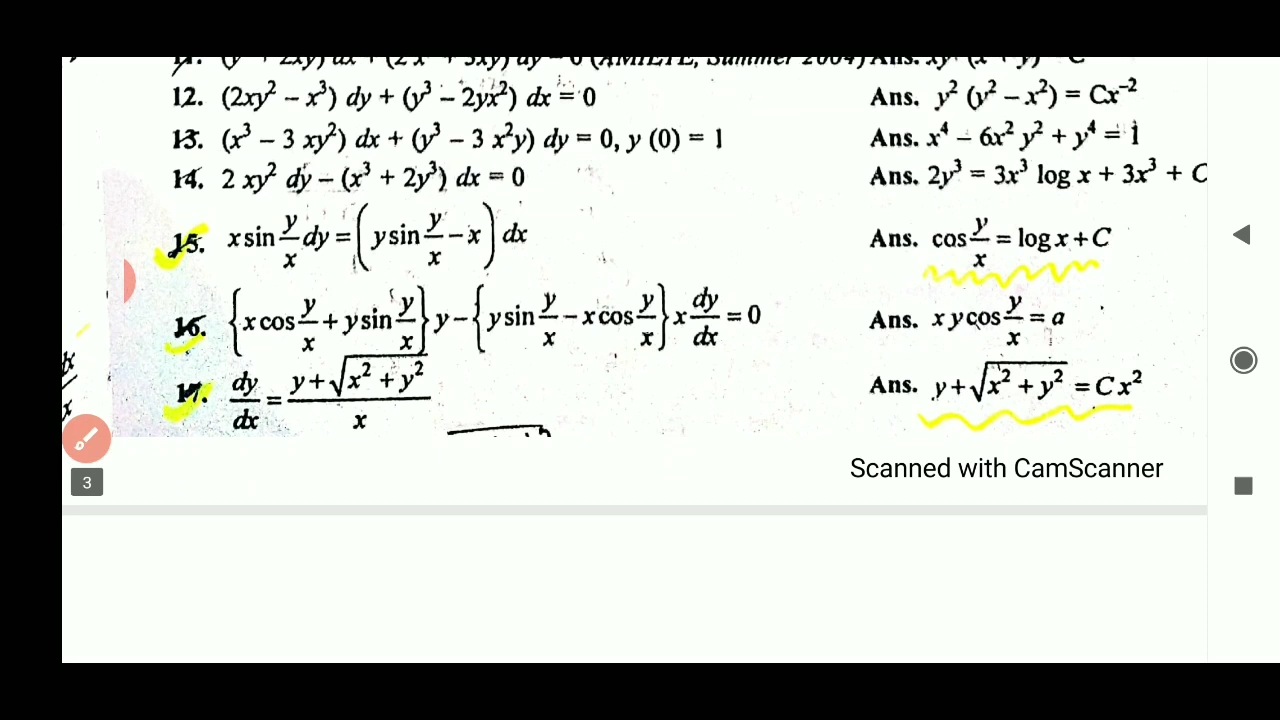 (AMIETE, Summer 2004) Ans.
12. (2xy² – x³) dy + (y³ – 2yx²) dx = 0 Ans. y² (y² – x²) = Cx⁻²
13. (x³ – 3 xy²) dx + (y³ – 3 x²y) dy = 0, y (0) = 1 Ans. x⁴ – 6x² y² + y⁴ = 1
14. 2 xy² dy – (x³ + 2y³) dx = 0 Ans. 2y³ = 3x³ log x + 3x³ + C
15. x sin y/x dy = ( y sin y/x – x ) dx Ans. cos y/x = log x + C
16. { x cos y/x + y sin y/x } y – { y sin y/x – x cos y/x } x dy/dx = 0 Ans. x y cos y/x = a
17. dy/dx = (y + √(x² + y²))/x Ans. y + √(x² + y²) = C x²
3
Scanned with CamScanner